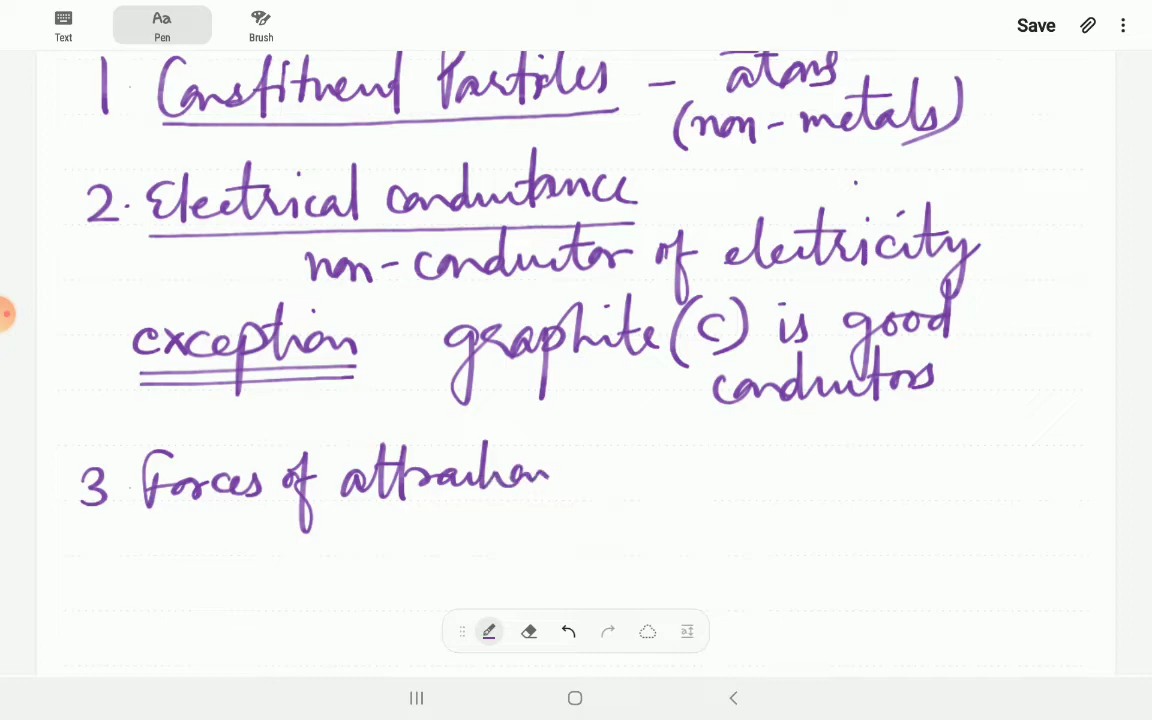 Text
Aa
Pen
Brush
Save
1 Constituent Particles - atoms
(non-metals)
2. Electrical conductance
non-conductor of electricity
exception graphite (C) is good
conductors
3 Forces of attraction